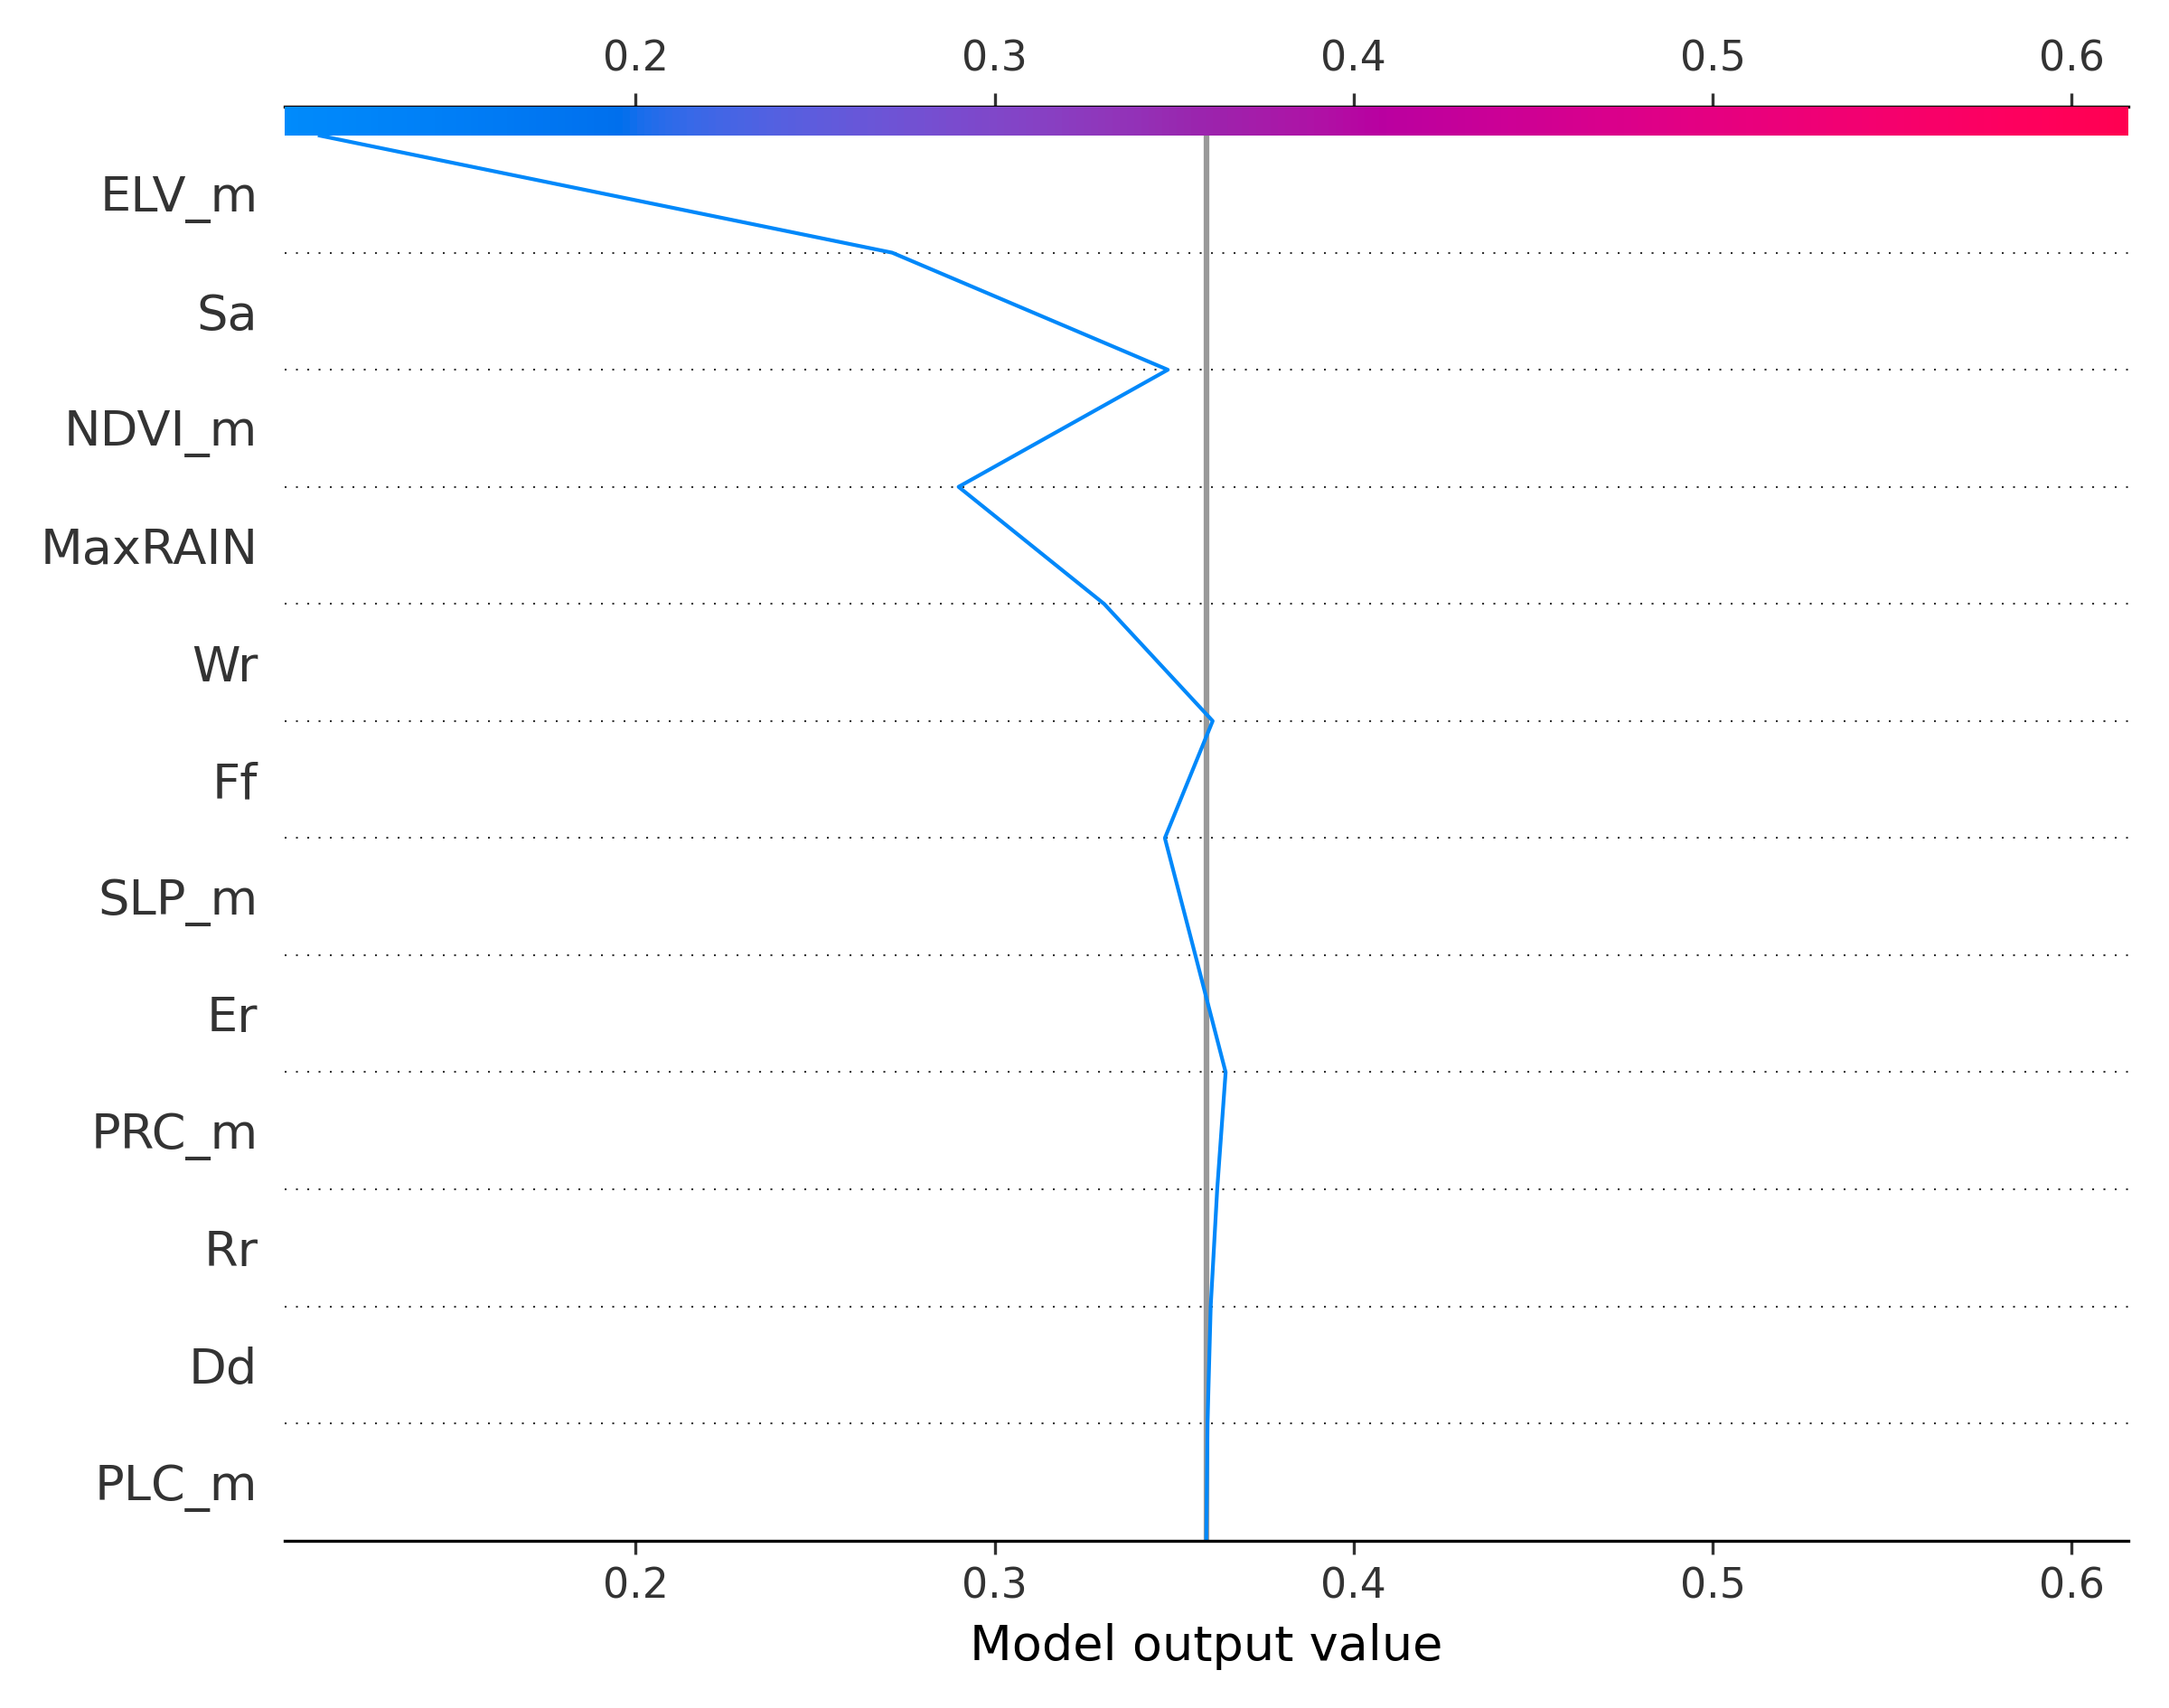 0.2 0.3 0.4 0.5 0.6
ELV_m
Sa
NDVI_m
MaxRAIN
Wr
Ff
SLP_m
Er
PRC_m
Rr
Dd
PLC_m
0.2 0.3 0.4 0.5 0.6
Model output value